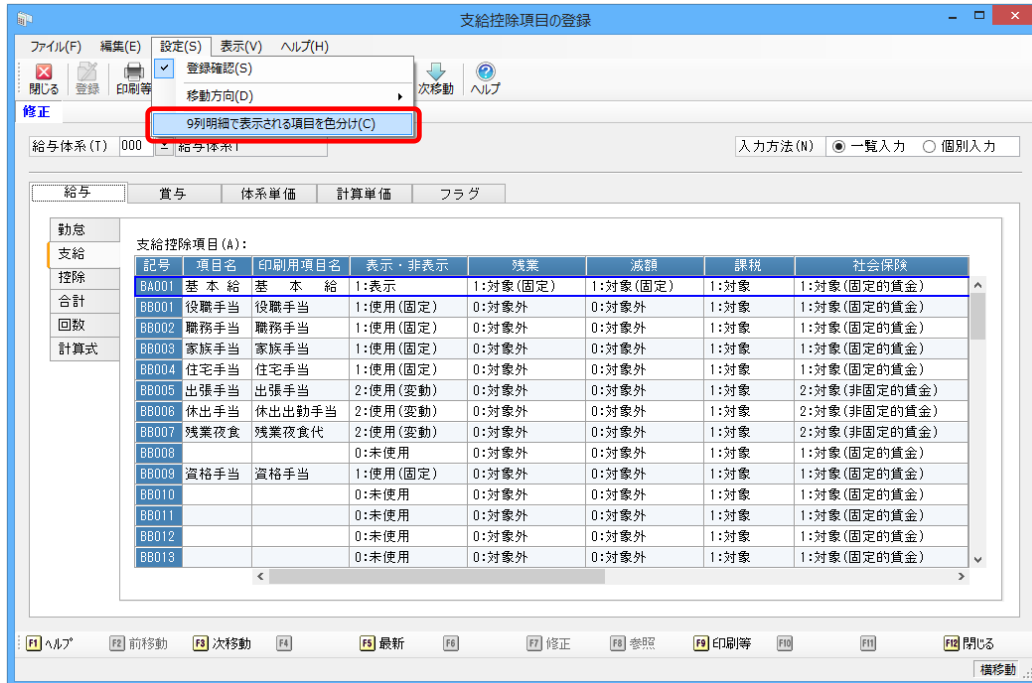 支給控除項目の登録
ファイル(F) 編集(E) 設定(S) 表示(V) ヘルプ(H)
閉じる 登録 印刷等 次移動 ヘルプ
登録確認(S)
移動方向(D)
9列明細で表示される項目を色分け(C)
修正
給与体系(T) 000 給与体系1 入力方法(N) 一覧入力 個別入力
給与 賞与 体系単価 計算単価 フラグ
勤怠
支給
控除
合計
回数
計算式
支給控除項目(A):
記号 項目名 印刷用項目名 表示・非表示 残業 減額 課税 社会保険
BA001 基 本 給 基 本 給 1:表示 1:対象(固定) 1:対象(固定) 1:対象 1:対象(固定的賃金)
BB001 役職手当 役職手当 1:使用(固定) 0:対象外 0:対象外 1:対象 1:対象(固定的賃金)
BB002 職務手当 職務手当 1:使用(固定) 0:対象外 0:対象外 1:対象 1:対象(固定的賃金)
BB003 家族手当 家族手当 1:使用(固定) 0:対象外 0:対象外 1:対象 1:対象(固定的賃金)
BB004 住宅手当 住宅手当 1:使用(固定) 0:対象外 0:対象外 1:対象 1:対象(固定的賃金)
BB005 出張手当 出張手当 2:使用(変動) 0:対象外 0:対象外 1:対象 2:対象(非固定的賃金)
BB006 休出手当 休出出勤手当 2:使用(変動) 0:対象外 0:対象外 1:対象 2:対象(非固定的賃金)
BB007 残業夜食 残業夜食代 2:使用(変動) 0:対象外 0:対象外 1:対象 2:対象(非固定的賃金)
BB008 0:未使用 0:対象外 0:対象外 1:対象 1:対象(固定的賃金)
BB009 資格手当 資格手当 1:使用(固定) 0:対象外 0:対象外 1:対象 1:対象(固定的賃金)
BB010 0:未使用 0:対象外 0:対象外 1:対象 1:対象(固定的賃金)
BB011 0:未使用 0:対象外 0:対象外 1:対象 1:対象(固定的賃金)
BB012 0:未使用 0:対象外 0:対象外 1:対象 1:対象(固定的賃金)
BB013 0:未使用 0:対象外 0:対象外 1:対象 1:対象(固定的賃金)
F1 ヘルプ F2 前移動 F3 次移動 F4 F5 最新 F6 F7 修正 F8 参照 F9 印刷等 F10 F11 F12 閉じる
横移動